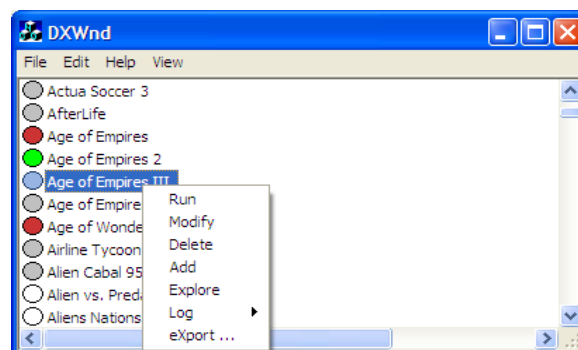 DXWnd
File Edit Help View
Actua Soccer 3
AfterLife
Age of Empires
Age of Empires 2
Age of Empires III
Age of Empire
Age of Wonde
Airline Tycoon
Alien Cabal 95
Alien vs. Pred
Aliens Nations
Run
Modify
Delete
Add
Explore
Log
eXport ...